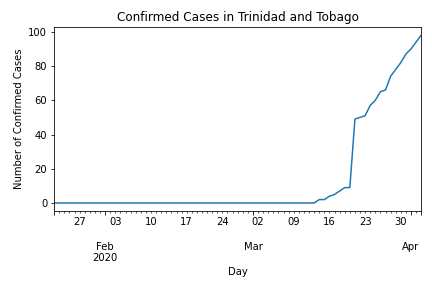 Confirmed Cases in Trinidad and Tobago
100
80
60
40
20
0
Number of Confirmed Cases
27 03 10 17 24 02 09 16 23 30
Feb Mar Apr
2020
Day